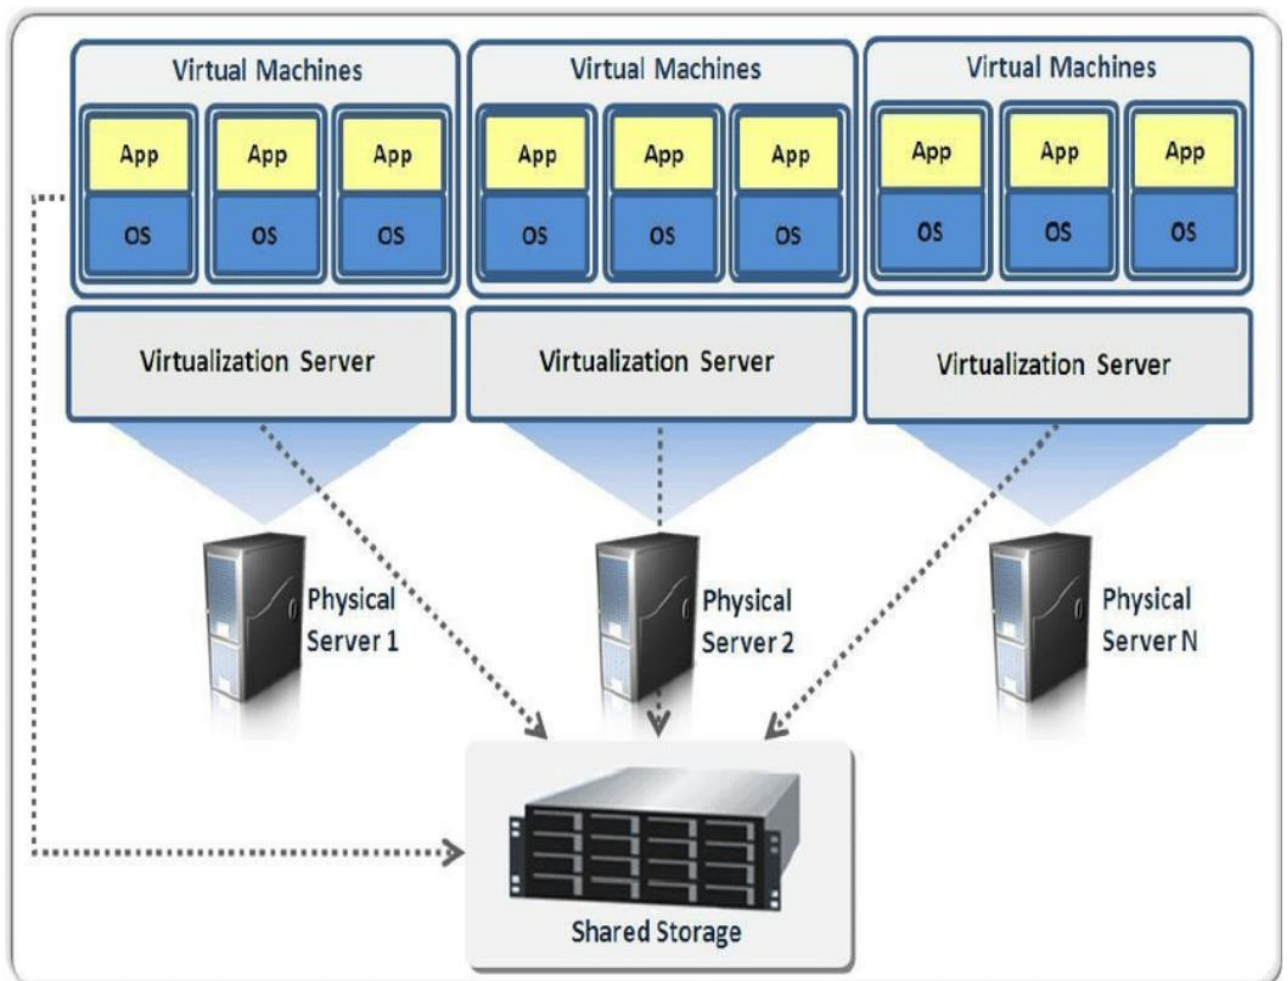 Virtual Machines
Virtual Machines
Virtual Machines
App
App
App
App
App
App
App
App
App
OS
OS
OS
OS
OS
OS
OS
OS
OS
Virtualization Server
Virtualization Server
Virtualization Server
Physical
Server 1
Physical
Server 2
Physical
Server N
Shared Storage